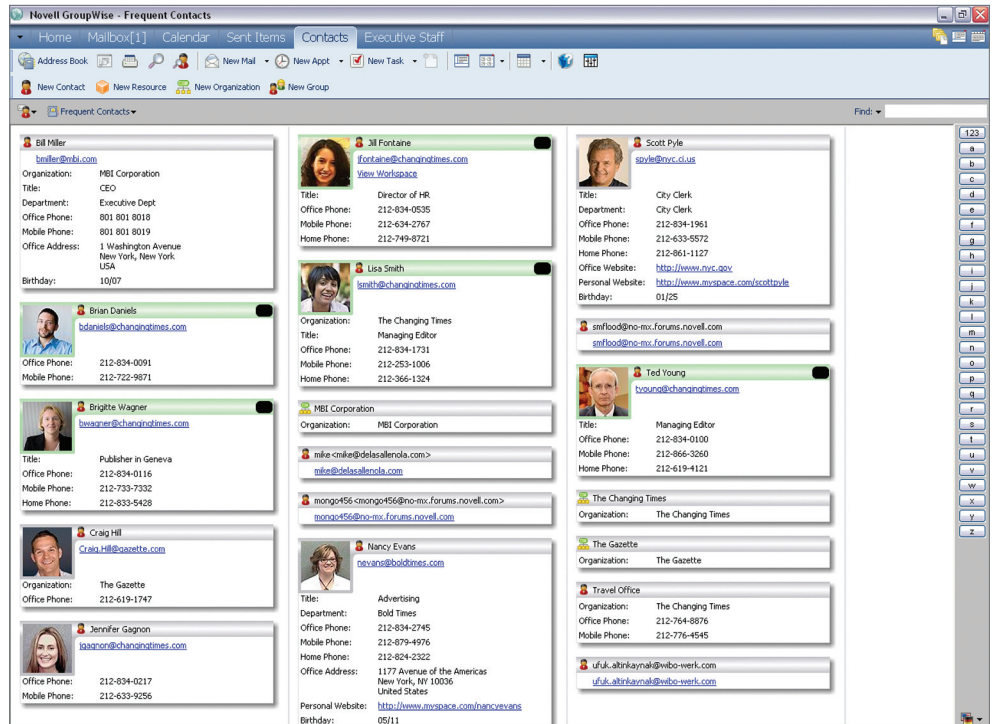 Novell GroupWise - Frequent Contacts
Home Mailbox[1] Calendar Sent Items Contacts Executive Staff
Address Book New Mail New Appt New Task
New Contact New Resource New Organization New Group
Frequent Contacts Find:
Bill Miller
bmiller@mbi.com
Organization: MBI Corporation
Title: CEO
Department: Executive Dept
Office Phone: 801 801 8018
Mobile Phone: 801 801 8019
Office Address: 1 Washington Avenue
New York, New York
USA
Birthday: 10/07
Brian Daniels
bdaniels@changingtimes.com
Office Phone: 212-834-0091
Mobile Phone: 212-722-9871
Brigitte Wagner
bwagner@changingtimes.com
Title: Publisher in Geneva
Office Phone: 212-834-0116
Mobile Phone: 212-733-7332
Home Phone: 212-833-5428
Craig Hill
Craig.Hill@gazette.com
Organization: The Gazette
Office Phone: 212-619-1747
Jennifer Gagnon
jgagnon@changingtimes.com
Office Phone: 212-834-0217
Mobile Phone: 212-633-9256
Jill Fontaine
jfontaine@changingtimes.com
View Workspace
Title: Director of HR
Office Phone: 212-834-0535
Mobile Phone: 212-634-2767
Home Phone: 212-749-8721
Lisa Smith
lsmith@changingtimes.com
Organization: The Changing Times
Title: Managing Editor
Office Phone: 212-834-1731
Mobile Phone: 212-253-1006
Home Phone: 212-366-1324
MBI Corporation
Organization: MBI Corporation
mike <mike@delasallenola.com>
mike@delasallenola.com
mongo456 <mongo456@no-mx.forums.novell.com>
mongo456@no-mx.forums.novell.com
Nancy Evans
nevans@boldtimes.com
Title: Advertising
Department: Bold Times
Office Phone: 212-834-2745
Mobile Phone: 212-879-4976
Home Phone: 212-824-2322
Office Address: 1177 Avenue of the Americas
New York, NY 10036
United States
Personal Website: http://www.myspace.com/nancyevans
Birthday: 05/11
Scott Pyle
spyle@nyc.ci.us
Title: City Clerk
Department: City Clerk
Office Phone: 212-834-1961
Mobile Phone: 212-633-5572
Home Phone: 212-861-1127
Office Website: http://www.nyc.gov
Personal Website: http://www.myspace.com/scottpyle
Birthday: 01/25
smflood@no-mx.forums.novell.com
smflood@no-mx.forums.novell.com
Ted Young
tyoung@changingtimes.com
Title: Managing Editor
Office Phone: 212-834-0100
Mobile Phone: 212-866-3260
Home Phone: 212-619-4121
The Changing Times
Organization: The Changing Times
The Gazette
Organization: The Gazette
Travel Office
Organization: The Changing Times
Office Phone: 212-764-8876
Mobile Phone: 212-776-4545
ufuk.altinkaynak@wibo-werk.com
ufuk.altinkaynak@wibo-werk.com
123
a
b
c
d
e
f
g
h
i
j
k
l
m
n
o
p
q
r
s
t
u
v
w
x
y
z